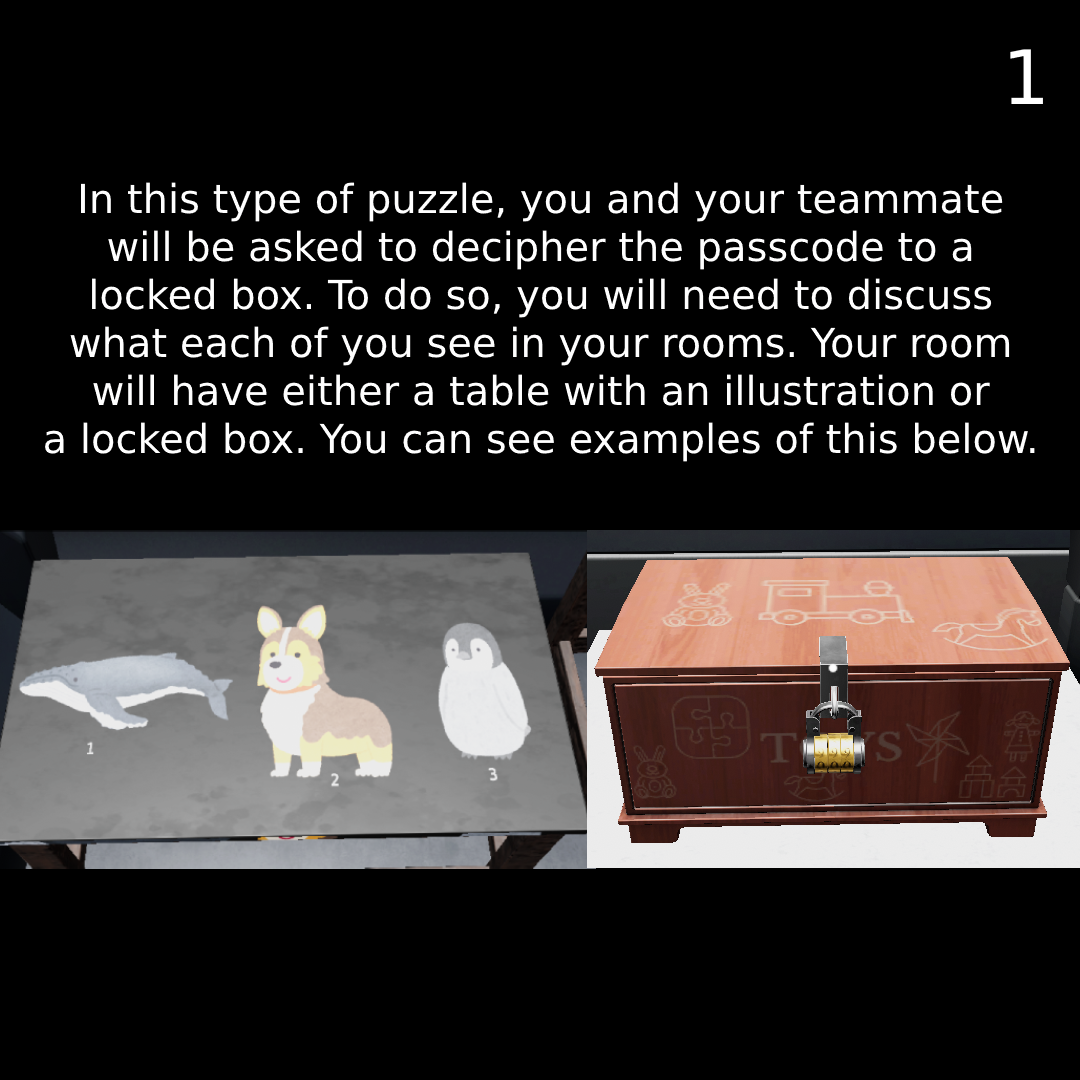 1
In this type of puzzle, you and your teammate
will be asked to decipher the passcode to a
locked box. To do so, you will need to discuss
what each of you see in your rooms. Your room
will have either a table with an illustration or
a locked box. You can see examples of this below.
1
2
3